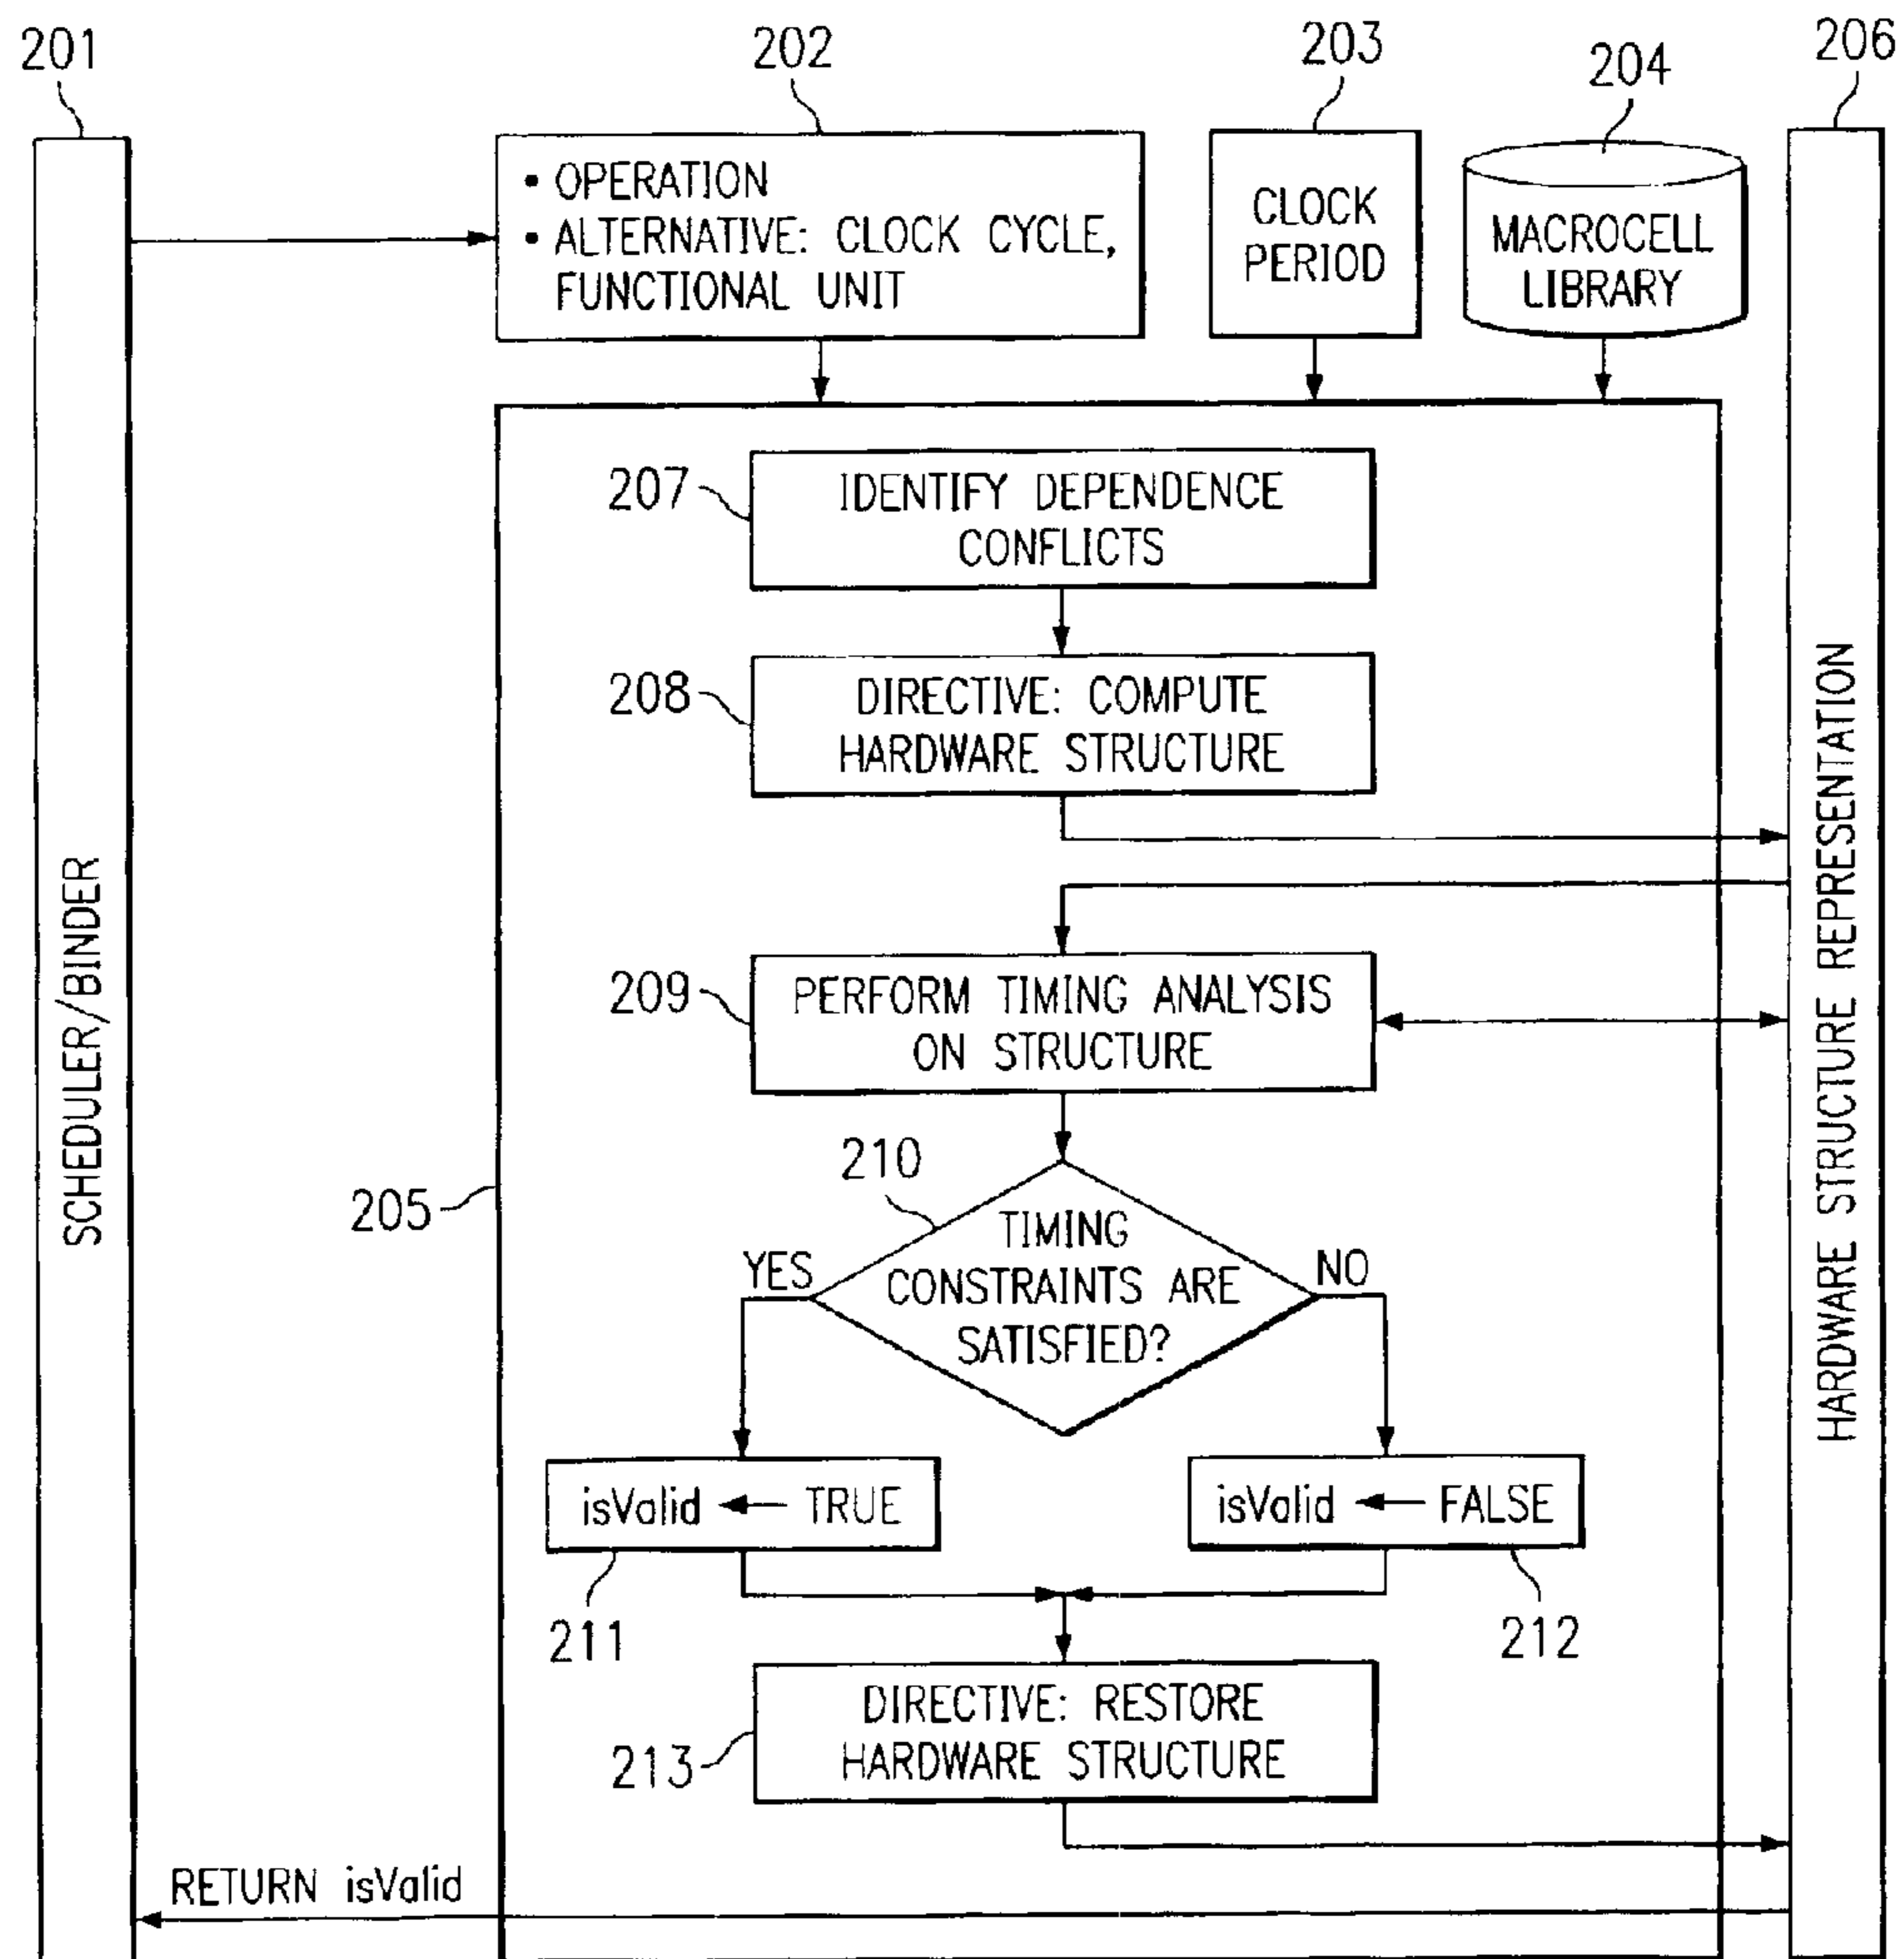 201
202
203
204
206
• OPERATION
• ALTERNATIVE: CLOCK CYCLE,
FUNCTIONAL UNIT
CLOCK
PERIOD
MACROCELL
LIBRARY
207
IDENTIFY DEPENDENCE
CONFLICTS
208
DIRECTIVE: COMPUTE
HARDWARE STRUCTURE
SCHEDULER/BINDER
HARDWARE STRUCTURE REPRESENTATION
209
PERFORM TIMING ANALYSIS
ON STRUCTURE
205
210
TIMING
CONSTRAINTS ARE
SATISFIED?
YES
NO
isValid ← TRUE
isValid ← FALSE
211
212
213
DIRECTIVE: RESTORE
HARDWARE STRUCTURE
RETURN isValid